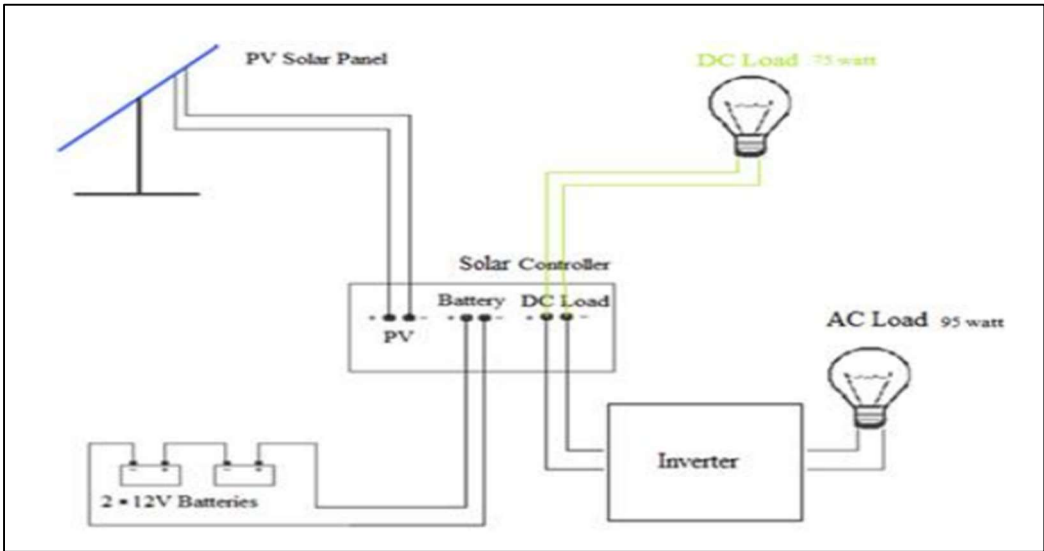 PV Solar Panel
DC Load 75 watt
Solar Controller
Battery DC Load
+ - + - + -
PV
AC Load 95 watt
Inverter
- + - +
2 * 12V Batteries